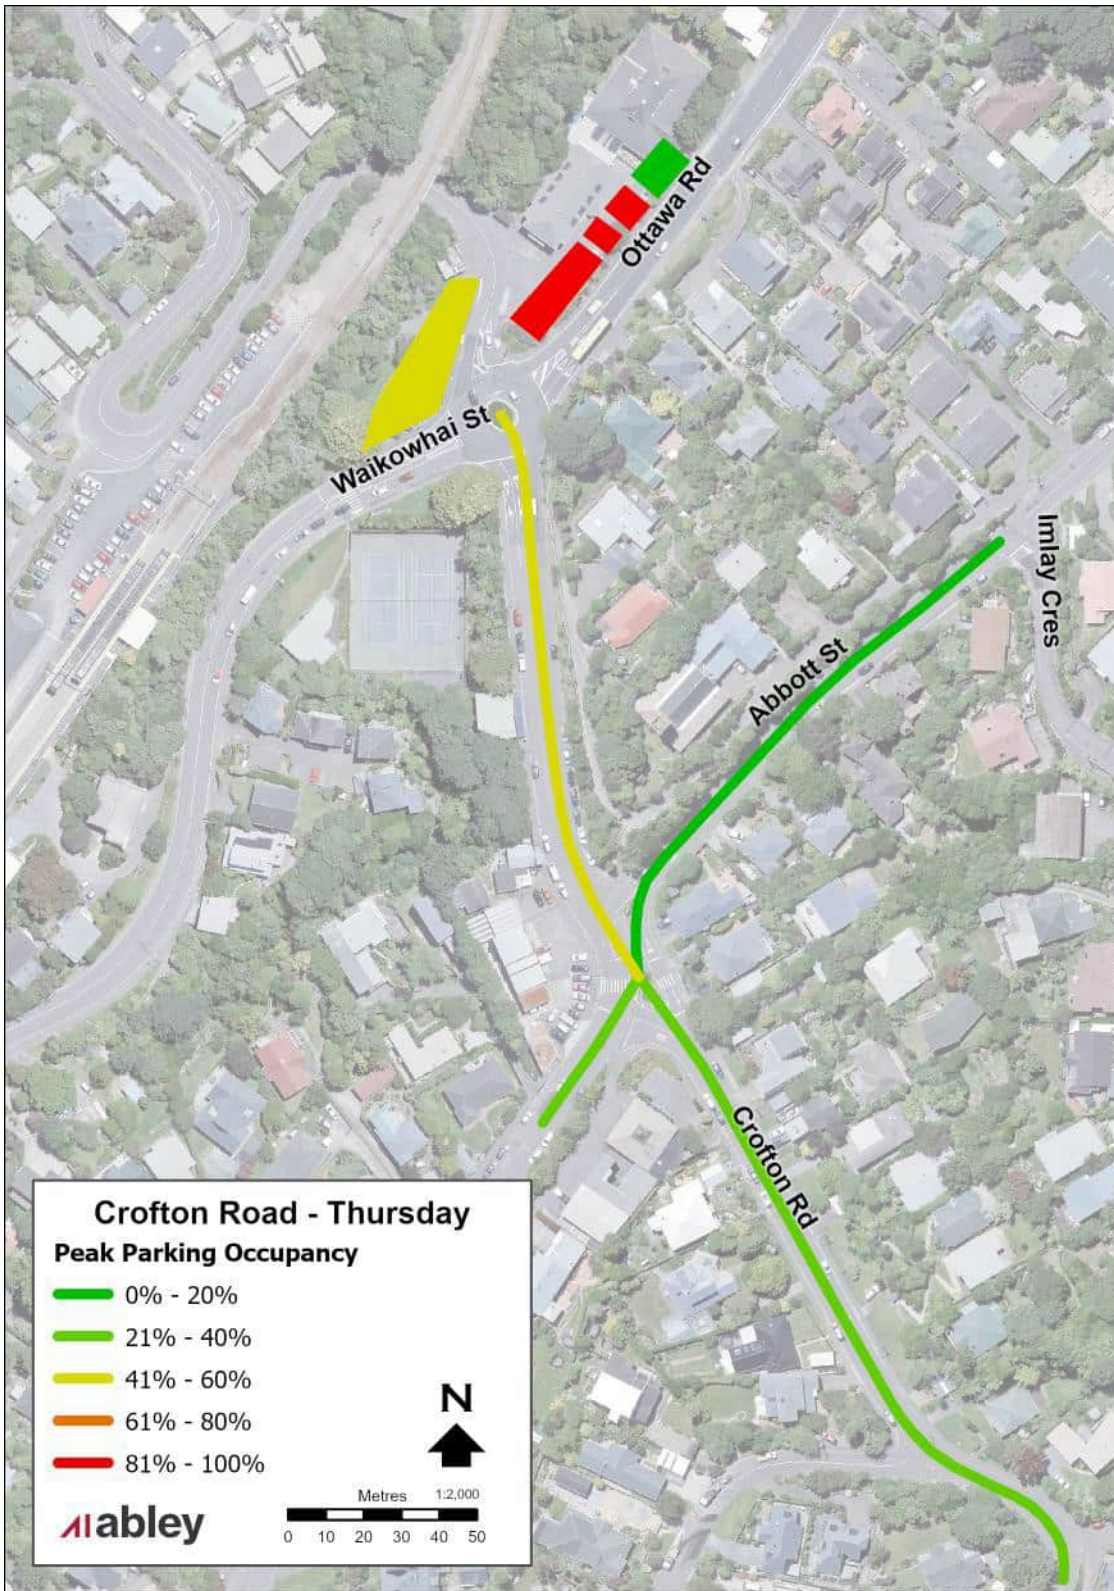 Ottawa Rd
Waikowhai St
Imlay Cres
Abbott St
Crofton Rd
Crofton Road - Thursday
Peak Parking Occupancy
0% - 20%
21% - 40%
41% - 60%
61% - 80%
81% - 100%
N
Metres 1:2,000
0 10 20 30 40 50
abley